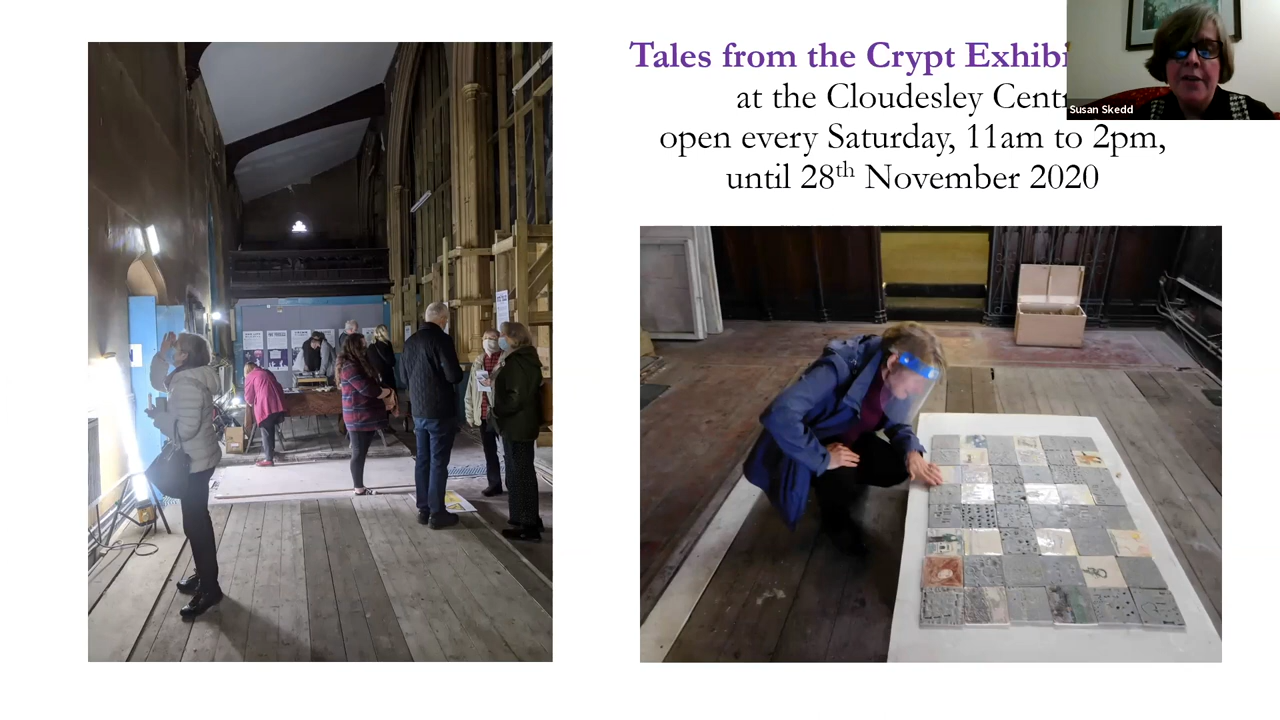 Tales from the Crypt Exhibi
at the Cloudesley Cent
open every Saturday, 11am to 2pm,
until 28th November 2020
Susan Skedd